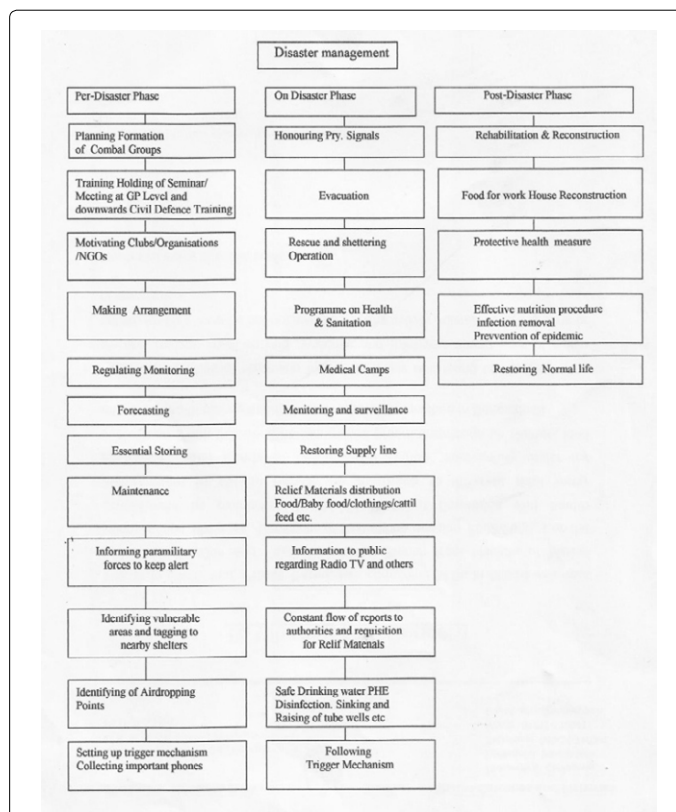 Disaster management
Per-Disaster Phase
Planning Formation
of Combal Groups
Training Holding of Seminar/
Meeting at GP Level and
downwards Civil Defence Training
Motivating Clubs/Organisations
/NGOs
Making Arrangement
Regulating Monitoring
Forecasting
Essential Storing
Maintenance
Informing paramilitary
forces to keep alert
Identifying vulnerable
areas and tagging to
nearby shelters
Identifying of Airdropping
Points
Setting up trigger mechanism
Collecting important phones
On Disaster Phase
Honouring Pry. Signals
Evacuation
Rescue and shettering
Operation
Programme on Health
& Sanitation
Medical Camps
Menitoring and surveillance
Restoring Supply line
Relief Materials distribution
Food/Baby food/clothings/cattil
feed etc.
Information to public
regarding Radio TV and others
Constant flow of reports to
authorities and requisition
for Relif Matenals
Safe Drinking water PHE
Disinfection. Sinking and
Raising of tube wells etc
Following
Trigger Mechanism
Post-Disaster Phase
Rehabilitation & Reconstruction
Food for work House Reconstruction
Protective health measure
Effective nutrition procedure
infection removal
Prevvention of epidemic
Restoring Normal life